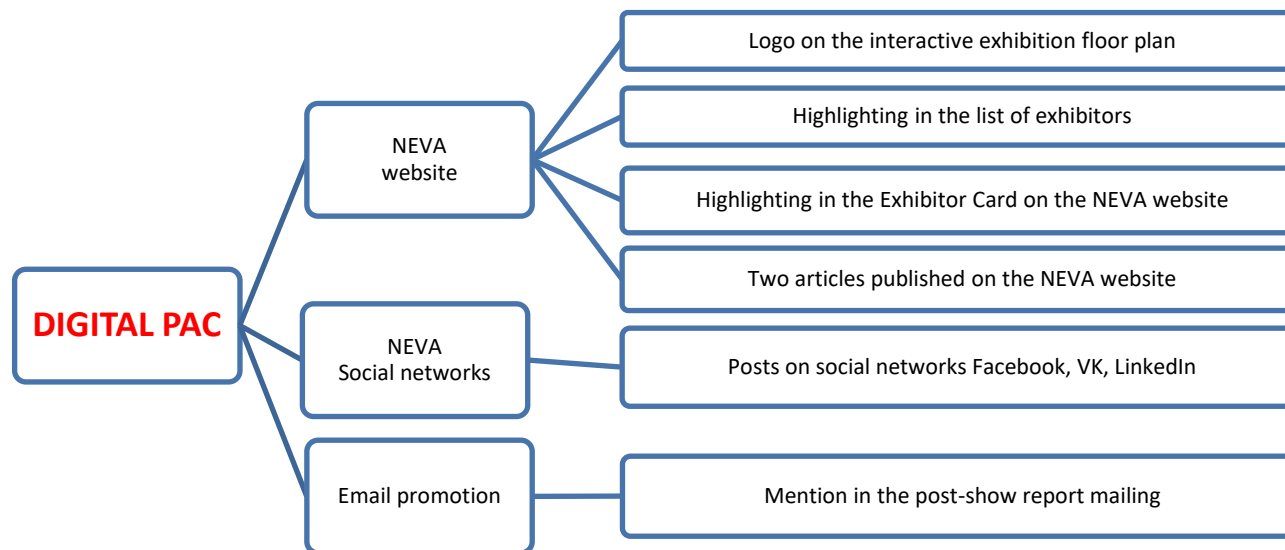 DIGITAL PAC
NEVA
website
Logo on the interactive exhibition floor plan
Highlighting in the list of exhibitors
Highlighting in the Exhibitor Card on the NEVA website
Two articles published on the NEVA website
NEVA
Social networks
Posts on social networks Facebook, VK, LinkedIn
Email promotion
Mention in the post-show report mailing